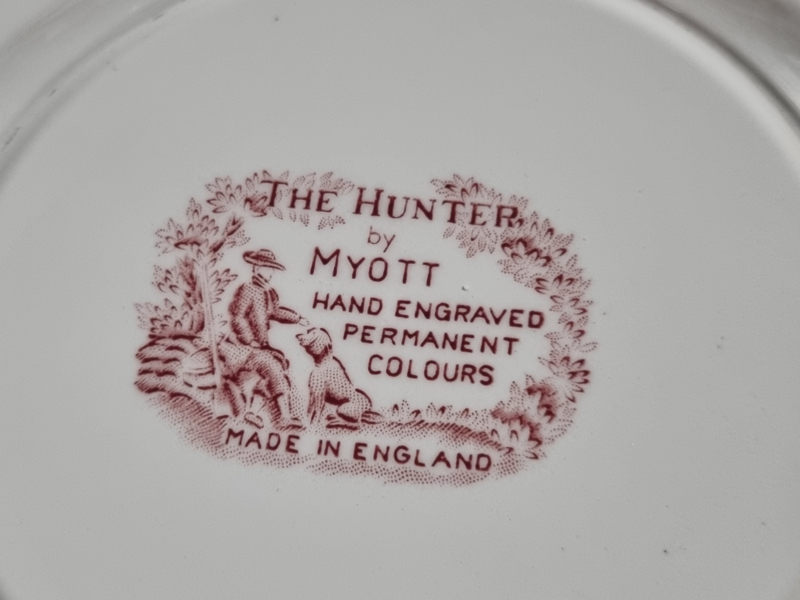 THE HUNTER
by
MYOTT
HAND ENGRAVED
PERMANENT
COLOURS
MADE IN ENGLAND